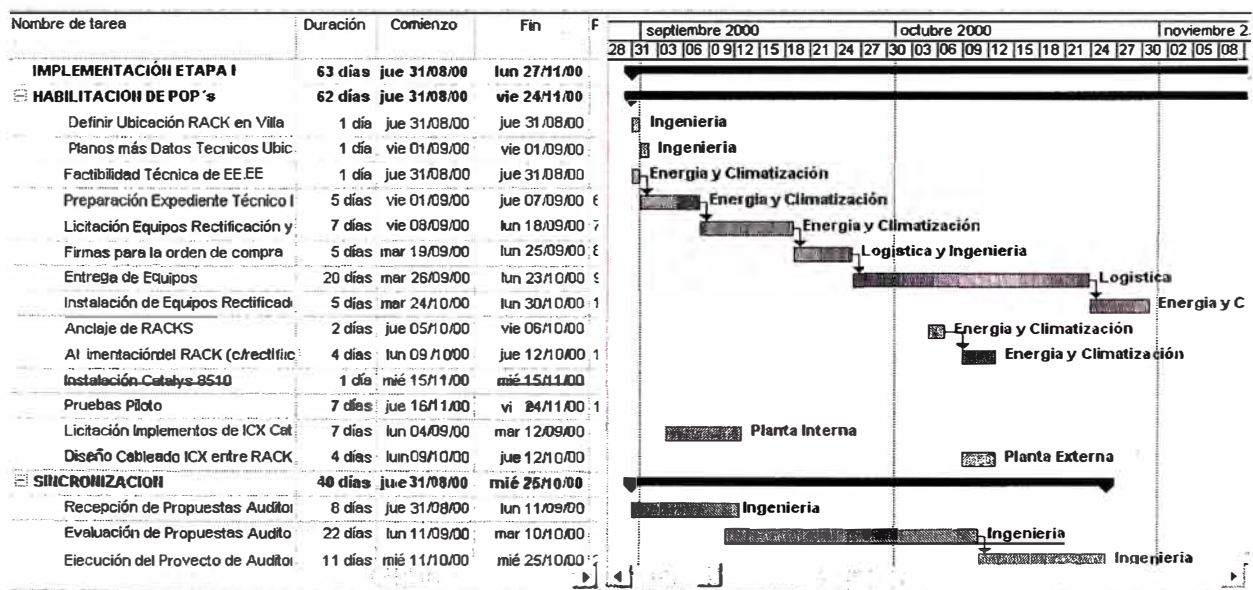 Nombre de tarea Duración Comienzo Fin P septiembre 2000 octubre 2000 noviembre 2
28 31 03 06 09 12 15 18 21 24 27 30 03 06 09 12 15 18 21 24 27 30 02 05 08
IMPLEMENTACIÓN ETAPA I 63 días jue 31/08/00 lun 27/11/00
HABILITACION DE POP´s 62 días jue 31/08/00 vie 24/11/00
Definir Ubicación RACK en Villa 1 día jue 31/08/00 jue 31/08/00 Ingenieria
Planos más Datos Tecnicos Ubic 1 día vie 01/09/00 vie 01/09/00 Ingenieria
Factibilidad Técnica de EE.EE 1 día jue 31/08/00 jue 31/08/00 Energia y Climatización
Preparación Expediente Técnico I 5 días vie 01/09/00 jue 07/09/00 6 Energia y Climatización
Licitación Equipos Rectificación y 7 días vie 08/09/00 lun 18/09/00 7 Energia y Climatización
Firmas para la orden de compra 5 días mar 19/09/00 lun 25/09/00 8 Logistica y Ingenieria
Entrega de Equipos 20 días mar 26/09/00 lun 23/10/00 9 Logistica
Instalación de Equipos Rectificad 5 días mar 24/10/00 lun 30/10/00 1 Energia y C
Anclaje de RACKS 2 días jue 05/10/00 vie 06/10/00 Energia y Climatización
Al imentacióndel RACK (c/rectific 4 días lun 09/10/00 jue 12/10/00 1 Energia y Climatización
Instalación Catalys 8510 1 día mié 15/11/00 mié 15/11/00
Pruebas Piloto 7 días jue 16/11/00 vi 24/11/00 1
Licitación Implementos de ICX Cat 7 días lun 04/09/00 mar 12/09/00 Planta Interna
Diseño Cableado ICX entre RACK 4 días lun 09/10/00 jue 12/10/00 Planta Externa
SINCRONIZACION 40 días jue 31/08/00 mié 25/10/00
Recepción de Propuestas Auditor 8 días jue 31/08/00 lun 11/09/00 Ingenieria
Evaluación de Propuestas Audito 22 días lun 11/09/00 mar 10/10/00 Ingenieria
Ejecución del Proyecto de Auditor 11 días mié 11/10/00 mié 25/10/00 Ingenieria